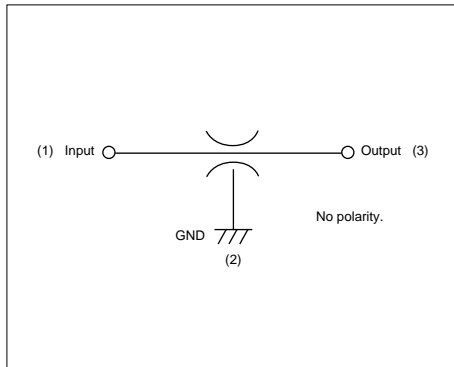 (1) Input Output (3)
No polarity.
GND
(2)